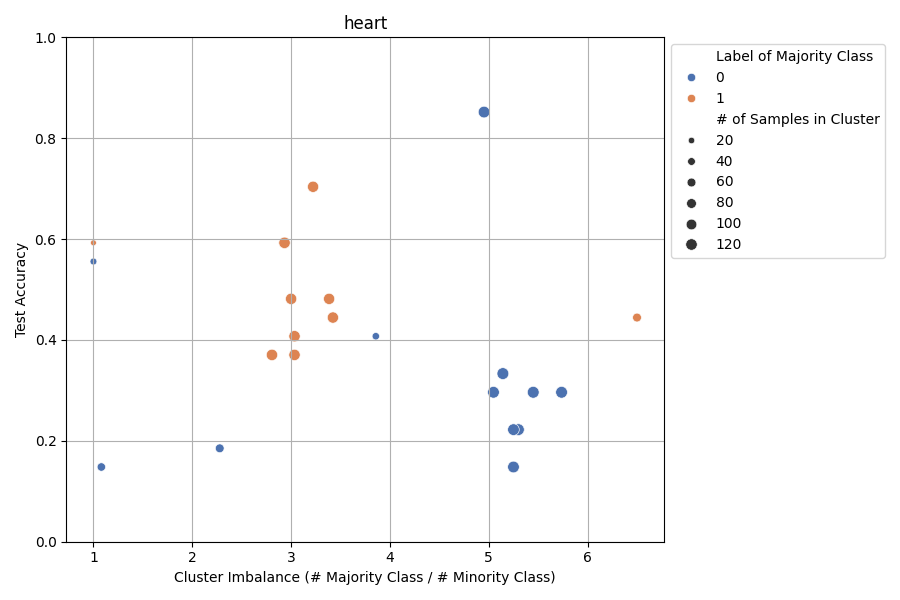 heart
1.0
0.8
0.6
0.4
0.2
0.0
Test Accuracy
1 2 3 4 5 6
Cluster Imbalance (# Majority Class / # Minority Class)
Label of Majority Class
0
1
# of Samples in Cluster
20
40
60
80
100
120